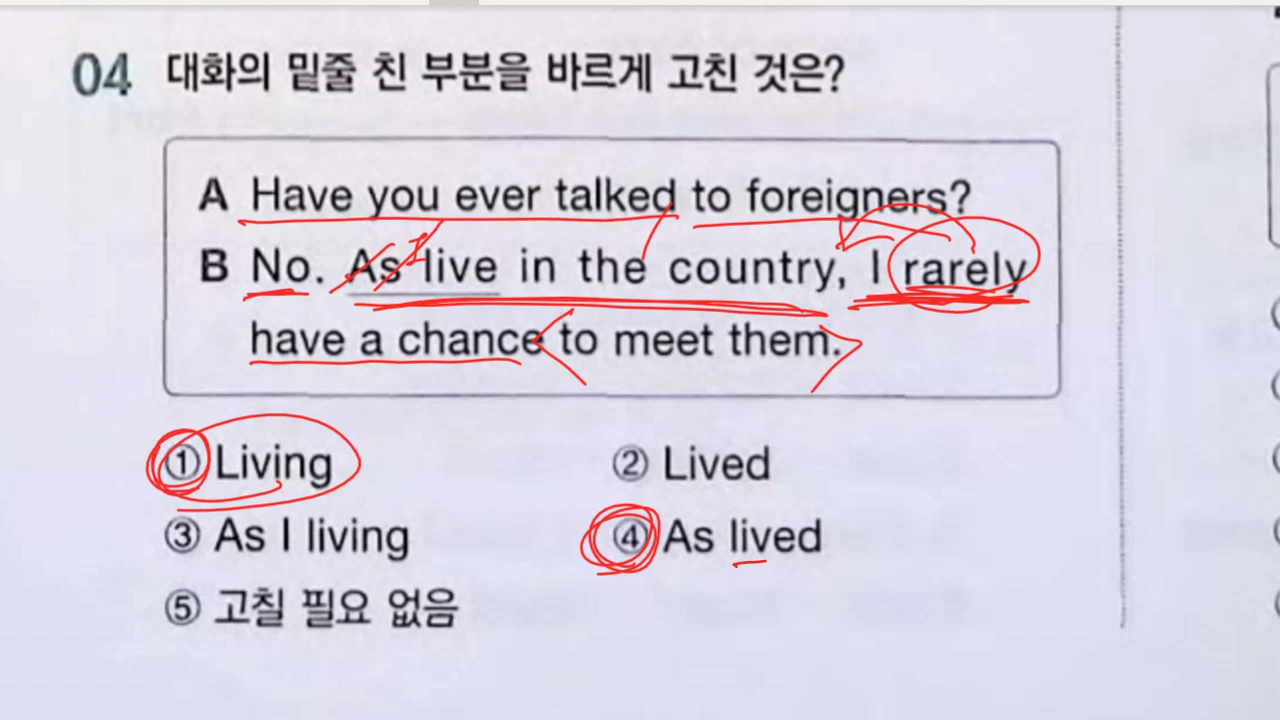 04 대화의 밑줄 친 부분을 바르게 고친 것은?
A Have you ever talked to foreigners?
B No. As I live in the country, I rarely
have a chance to meet them.
① Living
② Lived
③ As I living
④ As lived
⑤ 고칠 필요 없음